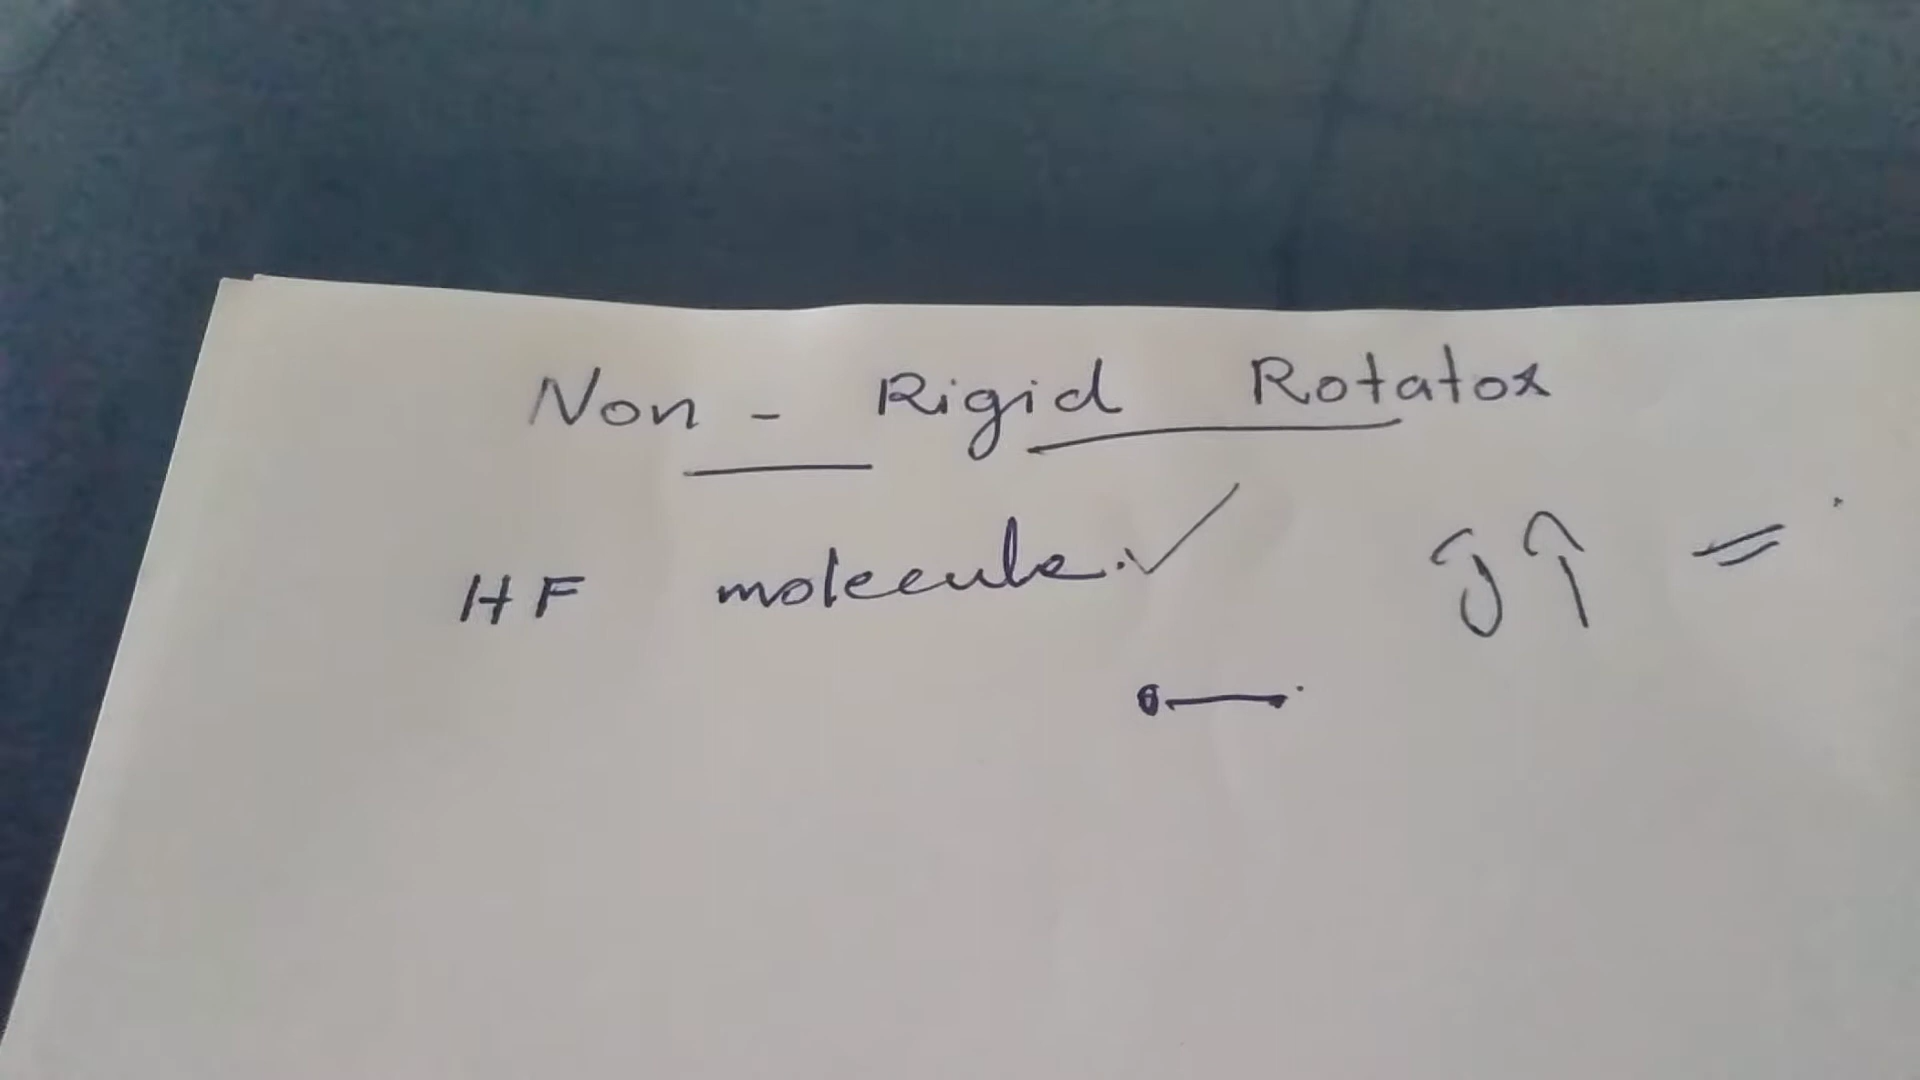 Non - Rigid Rotator
HF molecule. ✓ J↑ =